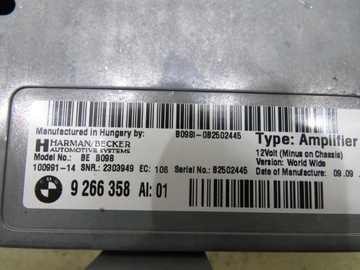 Manufactured in Hungary by:
B098I-0B2502445
Type: Amplifier
HARMAN/BECKER
AUTOMOTIVE SYSTEMS
12Volt (Minus on Chassis)
Model No.: BE 8098
Version: World Wide
100991-14 SNR.: 2303949 EC: 106 Serial No.: B2502445
Date of Manufacture: 09.09.
9 266 358 AI: 01